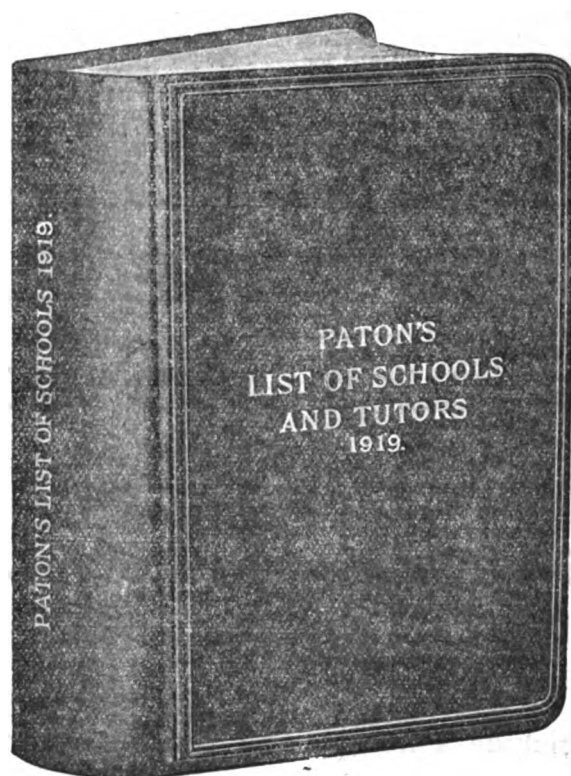 PATON'S LIST OF SCHOOLS 1919.
PATON'S
LIST OF SCHOOLS
AND TUTORS
1919.